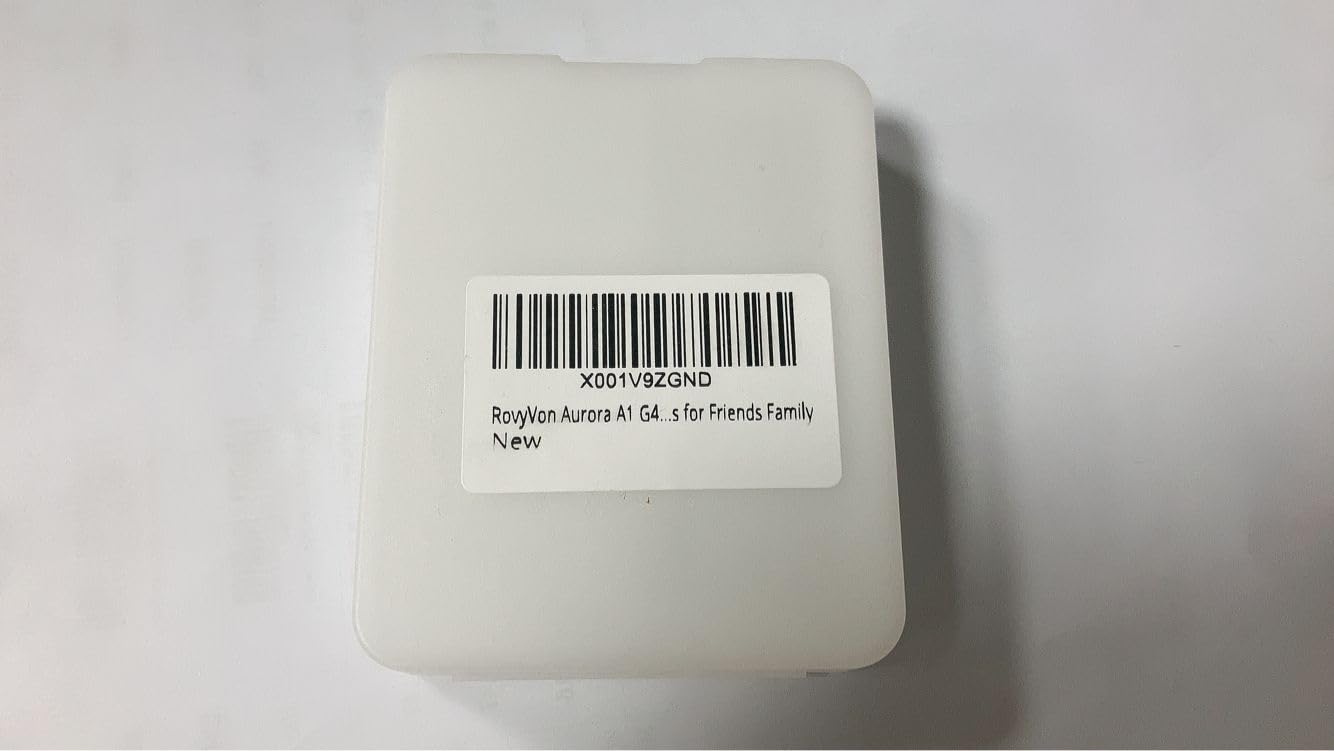 X001V9ZGND
RovyVon Aurora A1 G4...s for Friends Family
New